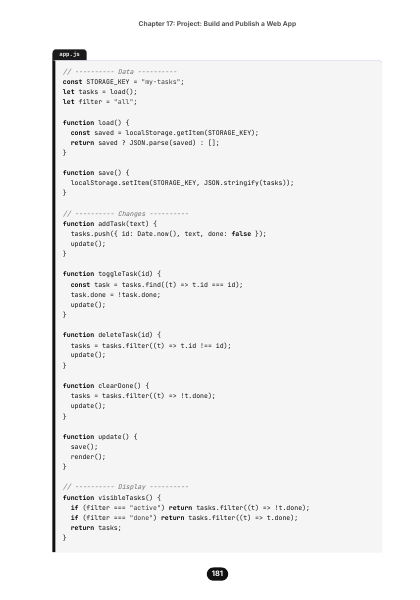 Chapter 17: Project: Build and Publish a Web App
app.js
// ---------- Data ----------
const STORAGE_KEY = "my-tasks";
let tasks = load();
let filter = "all";

function load() {
  const saved = localStorage.getItem(STORAGE_KEY);
  return saved ? JSON.parse(saved) : [];
}

function save() {
  localStorage.setItem(STORAGE_KEY, JSON.stringify(tasks));
}

// ---------- Changes ----------
function addTask(text) {
  tasks.push({ id: Date.now(), text, done: false });
  update();
}

function toggleTask(id) {
  const task = tasks.find((t) => t.id === id);
  task.done = !task.done;
  update();
}

function deleteTask(id) {
  tasks = tasks.filter((t) => t.id !== id);
  update();
}

function clearDone() {
  tasks = tasks.filter((t) => !t.done);
  update();
}

function update() {
  save();
  render();
}

// ---------- Display ----------
function visibleTasks() {
  if (filter === "active") return tasks.filter((t) => !t.done);
  if (filter === "done") return tasks.filter((t) => t.done);
  return tasks;
}
181